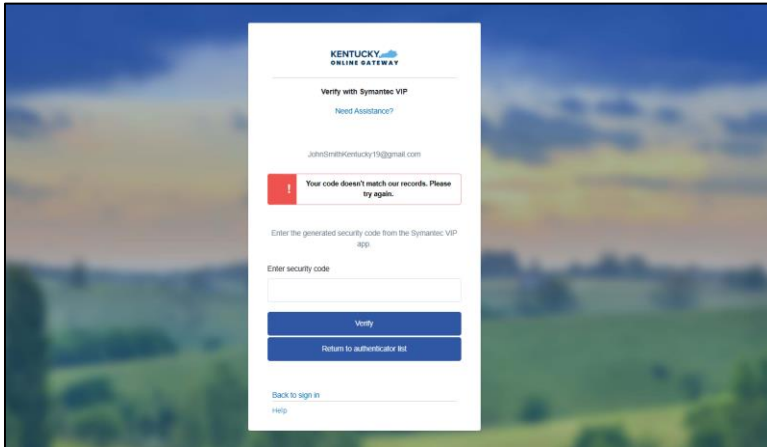 KENTUCKY
ONLINE GATEWAY
Verify with Symantec VIP
Need Assistance?
JohnSmithKentucky19@gmail.com
!
Your code doesn't match our records. Please
try again.
Enter the generated security code from the Symantec VIP
app.
Enter security code
Verify
Return to authenticator list
Back to sign in
Help